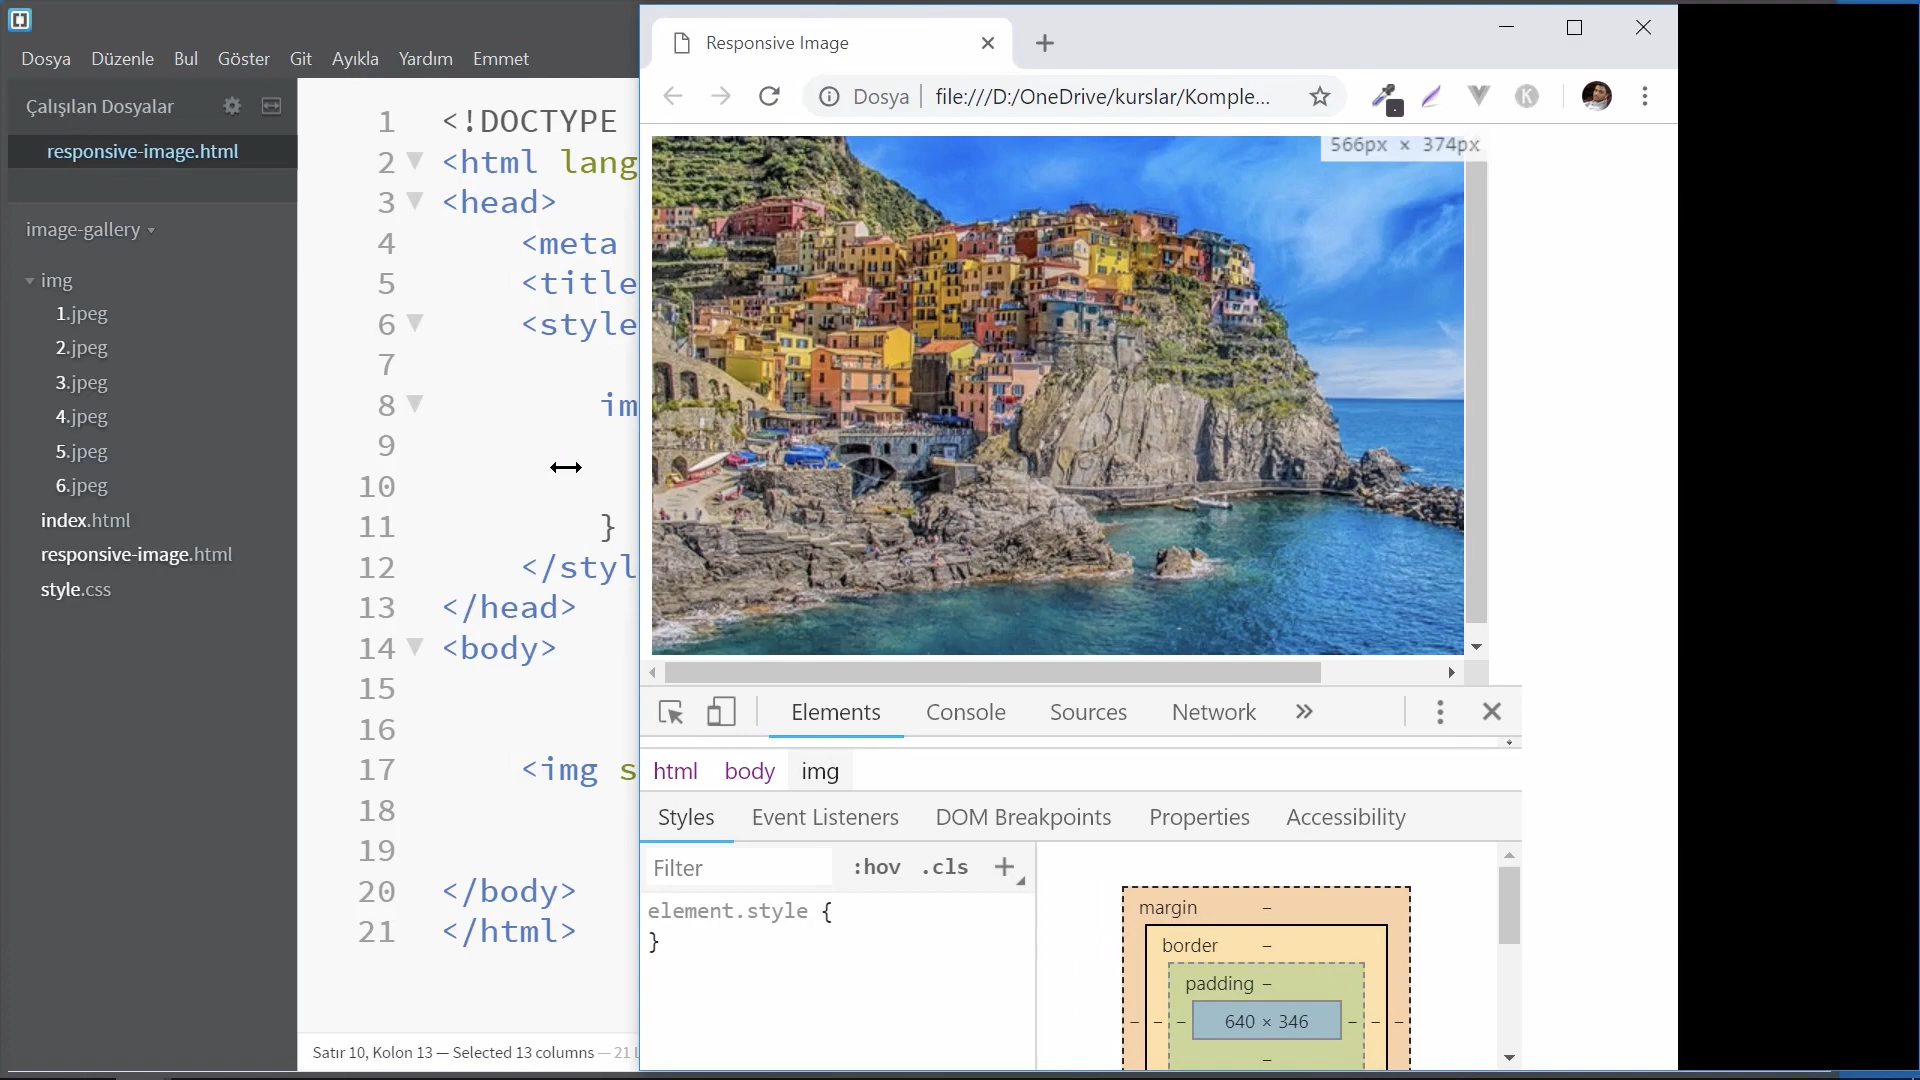 Dosya Düzenle Bul Göster Git Ayıkla Yardım Emmet
Çalışılan Dosyalar
responsive-image.html
image-gallery
img
1.jpeg
2.jpeg
3.jpeg
4.jpeg
5.jpeg
6.jpeg
index.html
responsive-image.html
style.css
1 <!DOCTYPE
2 <html lang
3 <head>
4 <meta
5 <title
6 <style
7
8 im
9
10
11 }
12 </styl
13 </head>
14 <body>
15
16
17 <img s
18
19
20 </body>
21 </html>
Satır 10, Kolon 13 — Selected 13 columns — 21
Responsive Image
Dosya file:///D:/OneDrive/kurslar/Komple...
K
566px × 374px
Elements Console Sources Network
html body img
Styles Event Listeners DOM Breakpoints Properties Accessibility
Filter :hov .cls +
element.style {
}
margin –
border –
padding –
– – – 640 × 346 – – –
–